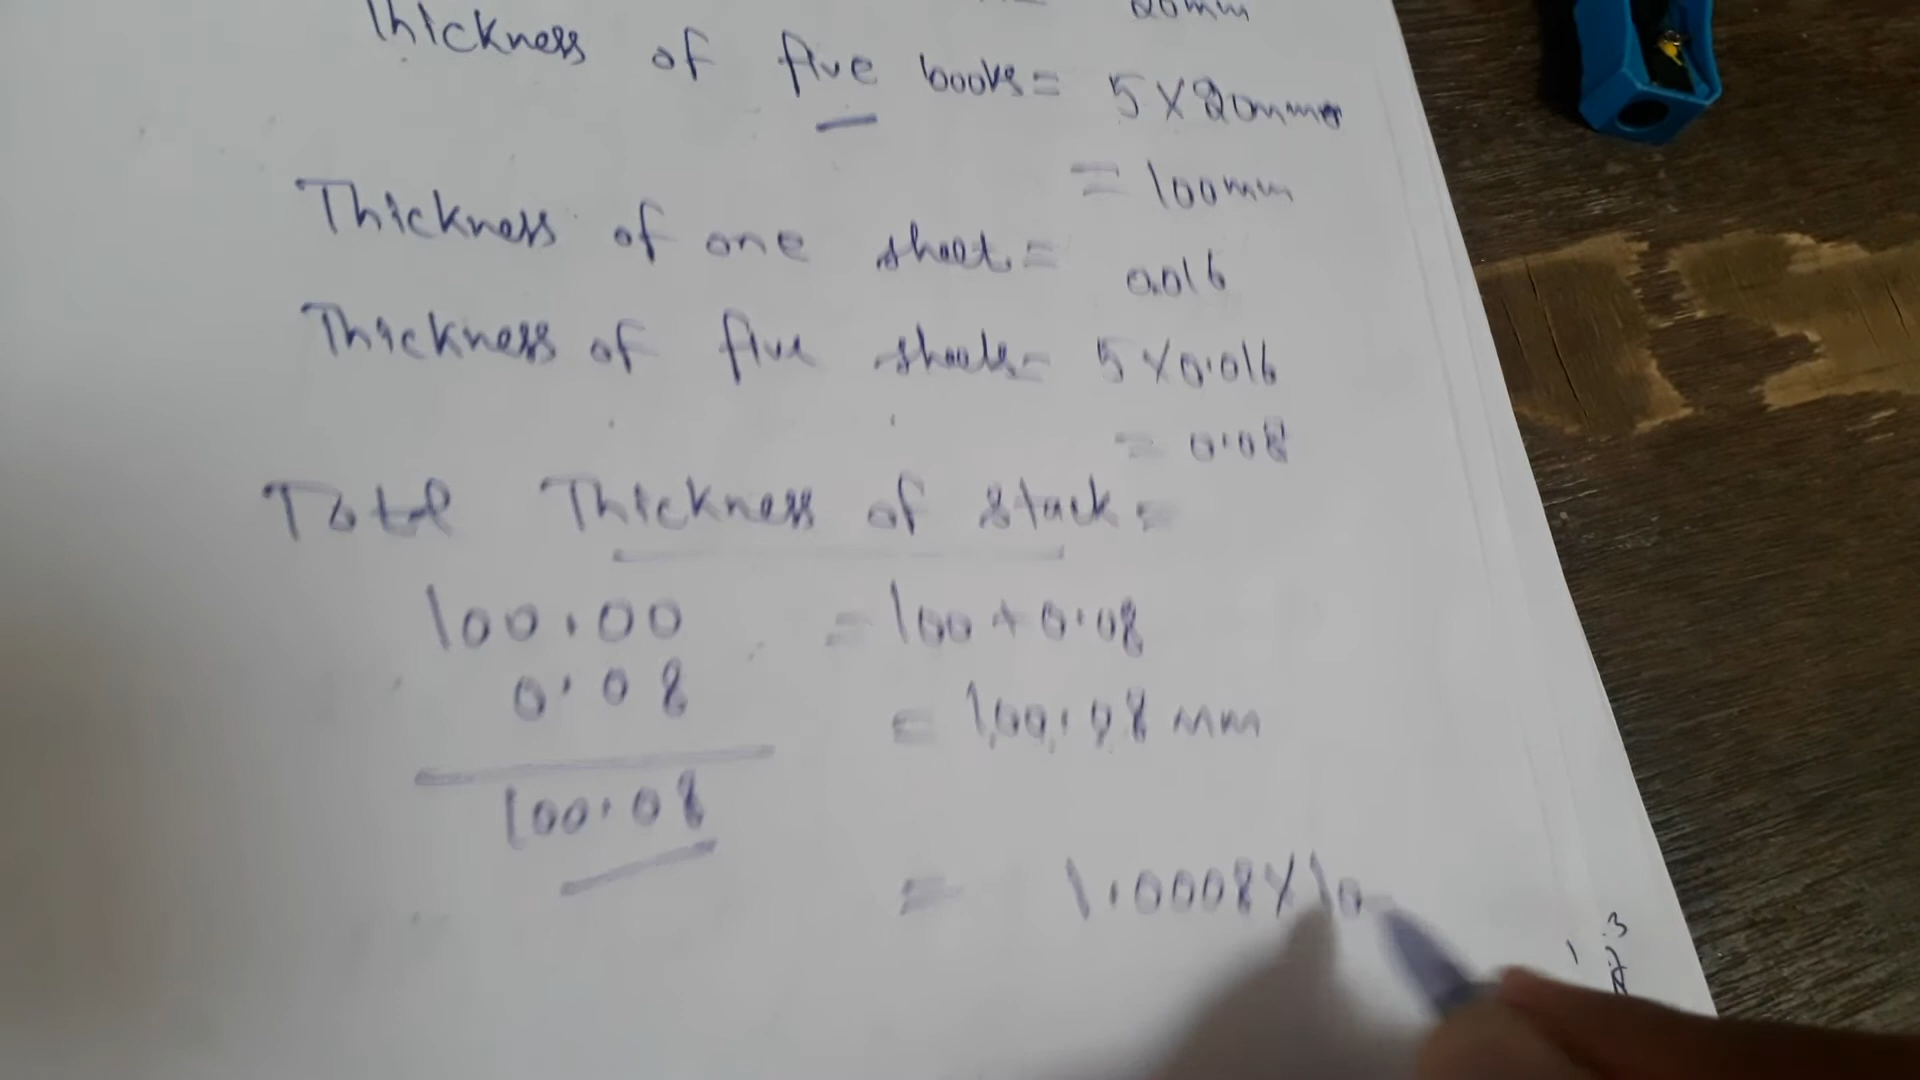 20mm
Thickness of five books = 5 X 20mm
= 100mm
Thickness of one sheet = 0.016
Thickness of five sheets = 5 X 0.016
= 0.08
Total Thickness of stack =
100.00 = 100 + 0.08
0.08
= 100.08 mm
100.08
= 1.0008 X 10